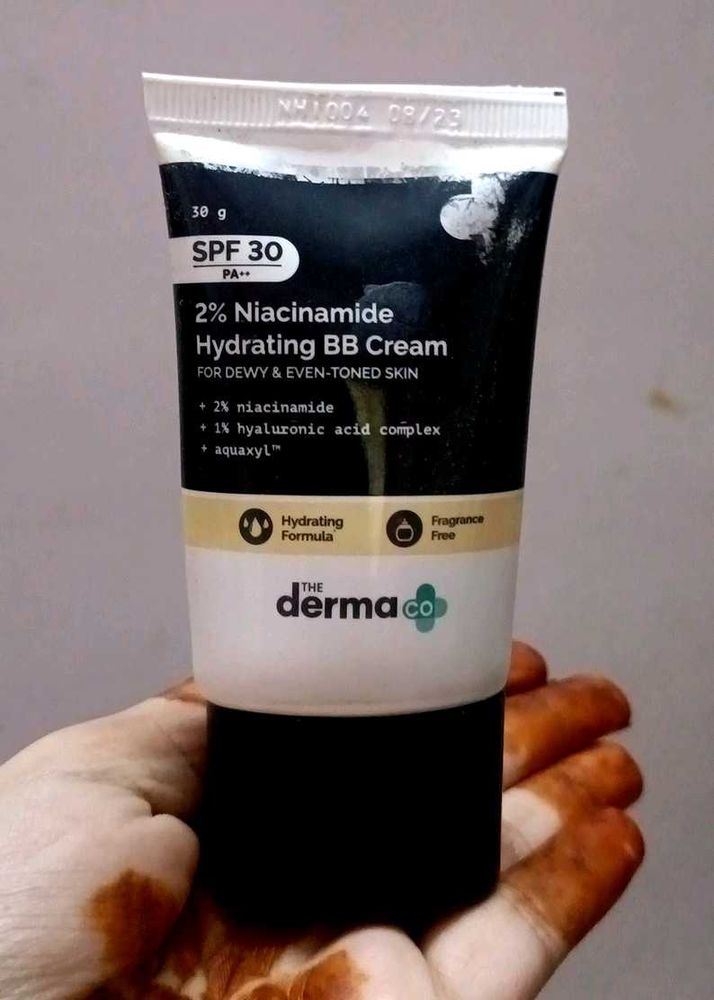 NH1004 08/23
30 g
SPF 30
PA++
2% Niacinamide
Hydrating BB Cream
FOR DEWY & EVEN-TONED SKIN
+ 2% niacinamide
+ 1% hyaluronic acid complex
+ aquaxyl™
Hydrating
Formula
Fragrance
Free
THE
derma co